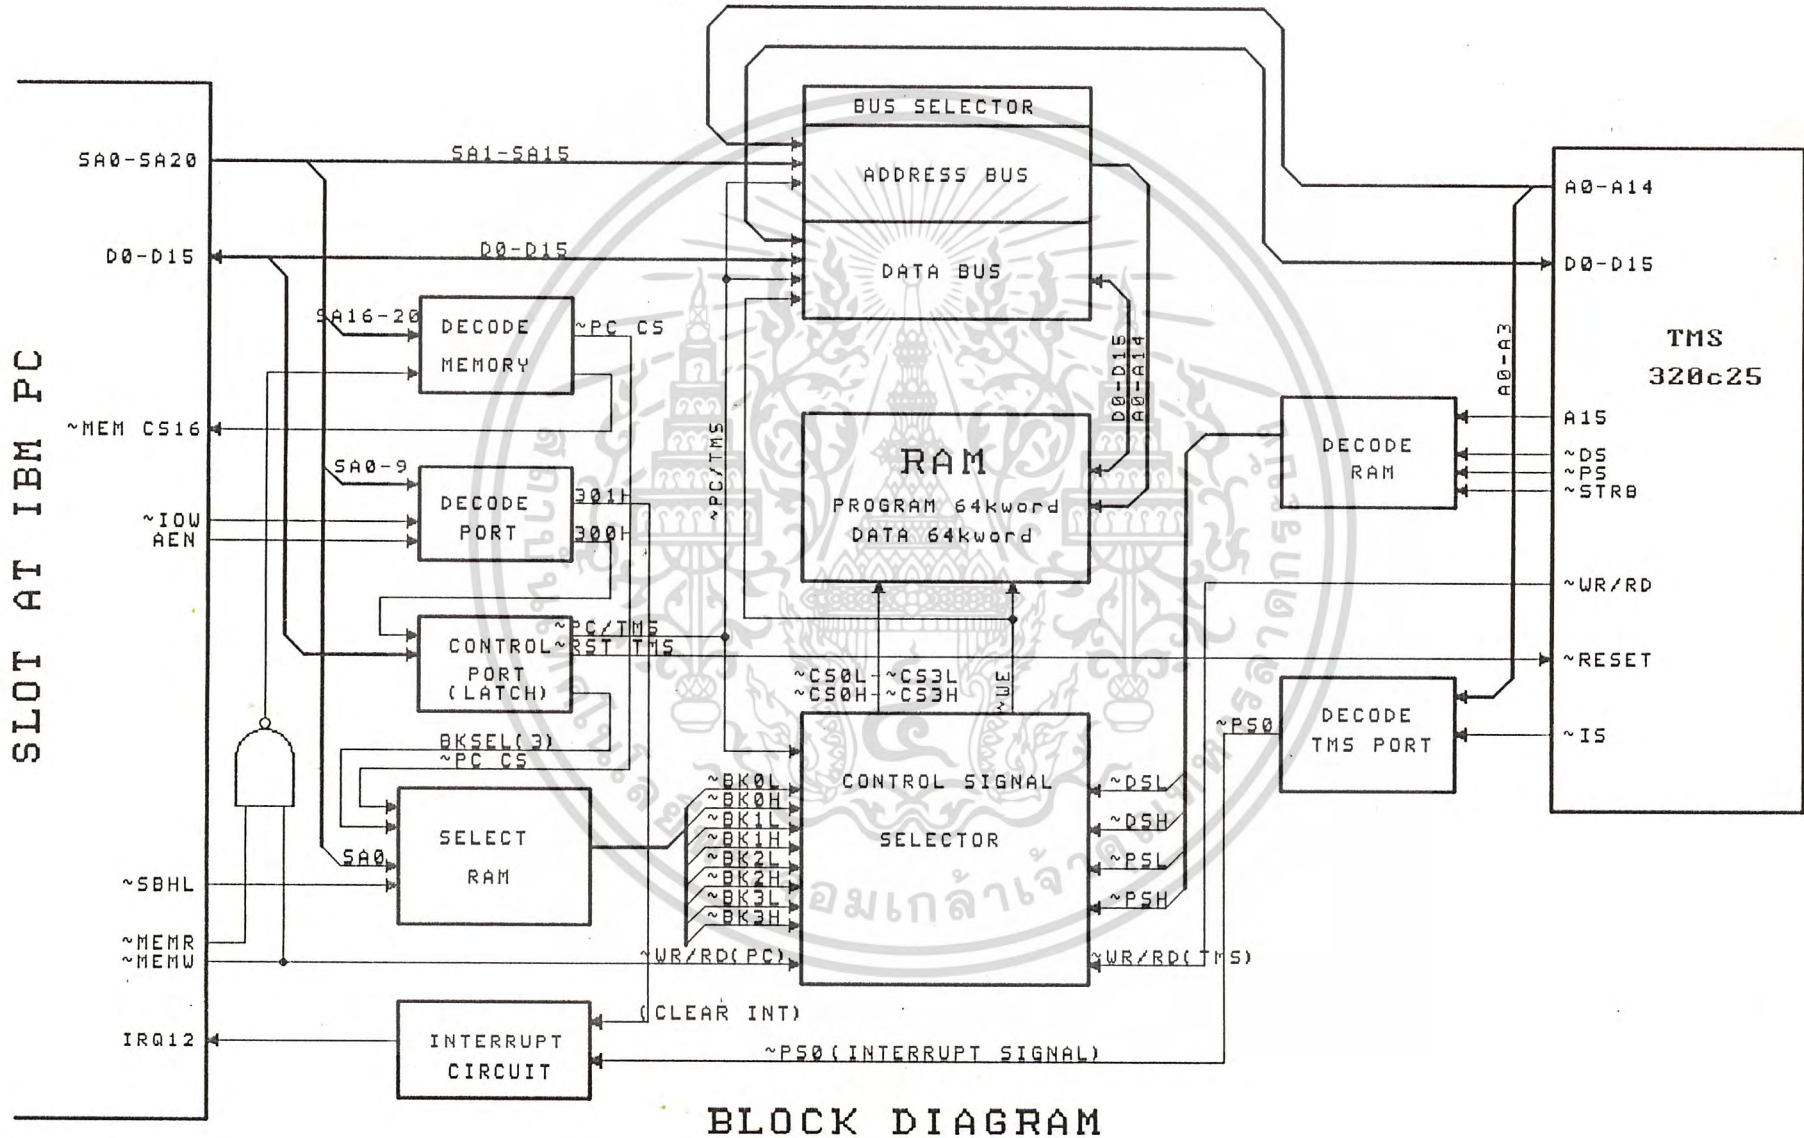 SLOT AT IBM PC
SA0-SA20
D0-D15
~MEM CS16
~IOW
AEN
~SBHL
~MEMR
~MEMW
IRQ12
SA1-SA15
D0-D15
SA16-20
SA0-9
SA0
DECODE
MEMORY
~PC CS
DECODE
PORT
301H
300H
CONTROL
PORT
(LATCH)
~PC/TMS
~RST TMS
BKSEL(3)
~PC CS
SELECT
RAM
INTERRUPT
CIRCUIT
(CLEAR INT)
~PS0(INTERRUPT SIGNAL)
BUS SELECTOR
ADDRESS BUS
DATA BUS
~PC/TMS
D0-D15
A0-A14
RAM
PROGRAM 64kword
DATA 64kword
~CS0L-~CS3L
~CS0H-~CS3H
~WE
CONTROL SIGNAL
SELECTOR
~BK0L
~BK0H
~BK1L
~BK1H
~BK2L
~BK2H
~BK3L
~BK3H
~WR/RD(PC)
~DSL
~DSH
~PSL
~PSH
~WR/RD(TMS)
DECODE
RAM
DECODE
TMS PORT
~PS0
A0-A3
TMS
320c25
A0-A14
D0-D15
A15
~DS
~PS
~STRB
~WR/RD
~RESET
~IS
BLOCK DIAGRAM